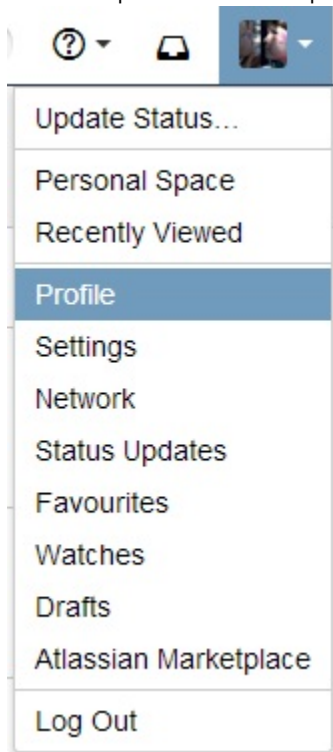 Update Status...
Personal Space
Recently Viewed
Profile
Settings
Network
Status Updates
Favourites
Watches
Drafts
Atlassian Marketplace
Log Out